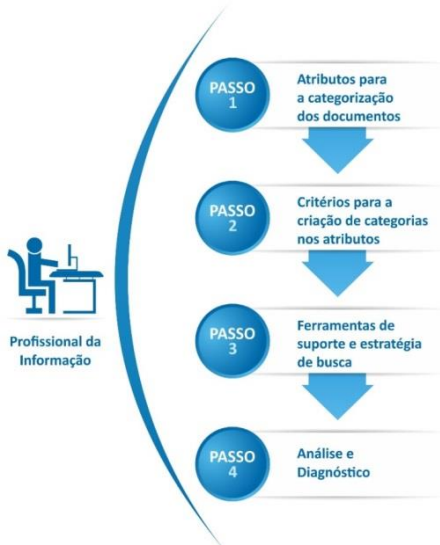 PASSO
1
Atributos para
a categorização
dos documentos
PASSO
2
Critérios para a
criação de categorias
nos atributos
Profissional da
Informação
PASSO
3
Ferramentas de
suporte e estratégia
de busca
PASSO
4
Análise e
Diagnóstico